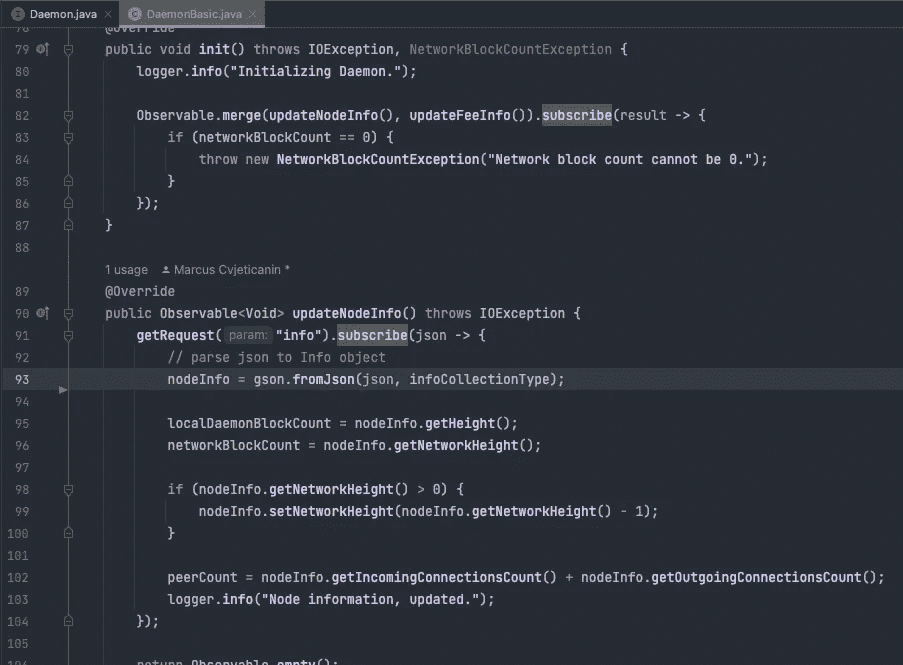 Daemon.java × DaemonBasic.java ×
78 @Override
79 public void init() throws IOException, NetworkBlockCountException {
80 logger.info("Initializing Daemon.");
81
82 Observable.merge(updateNodeInfo(), updateFeeInfo()).subscribe(result -> {
83 if (networkBlockCount == 0) {
84 throw new NetworkBlockCountException("Network block count cannot be 0.");
85 }
86 });
87 }
88
1 usage Marcus Cvjeticanin *
89 @Override
90 public Observable<Void> updateNodeInfo() throws IOException {
91 getRequest( param: "info").subscribe(json -> {
92 // parse json to Info object
93 nodeInfo = gson.fromJson(json, infoCollectionType);
94
95 localDaemonBlockCount = nodeInfo.getHeight();
96 networkBlockCount = nodeInfo.getNetworkHeight();
97
98 if (nodeInfo.getNetworkHeight() > 0) {
99 nodeInfo.setNetworkHeight(nodeInfo.getNetworkHeight() - 1);
100 }
101
102 peerCount = nodeInfo.getIncomingConnectionsCount() + nodeInfo.getOutgoingConnectionsCount();
103 logger.info("Node information, updated.");
104 });
105
106 return Observable.empty();